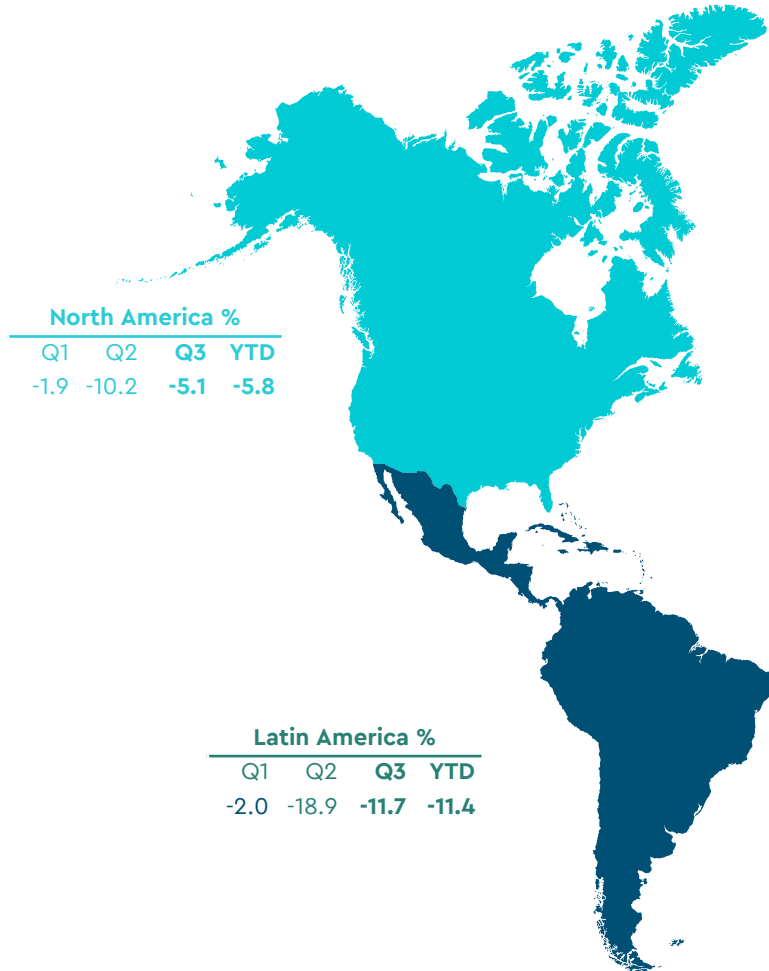 North America %
Q1 Q2 Q3 YTD
-1.9 -10.2 -5.1 -5.8
Latin America %
Q1 Q2 Q3 YTD
-2.0 -18.9 -11.7 -11.4